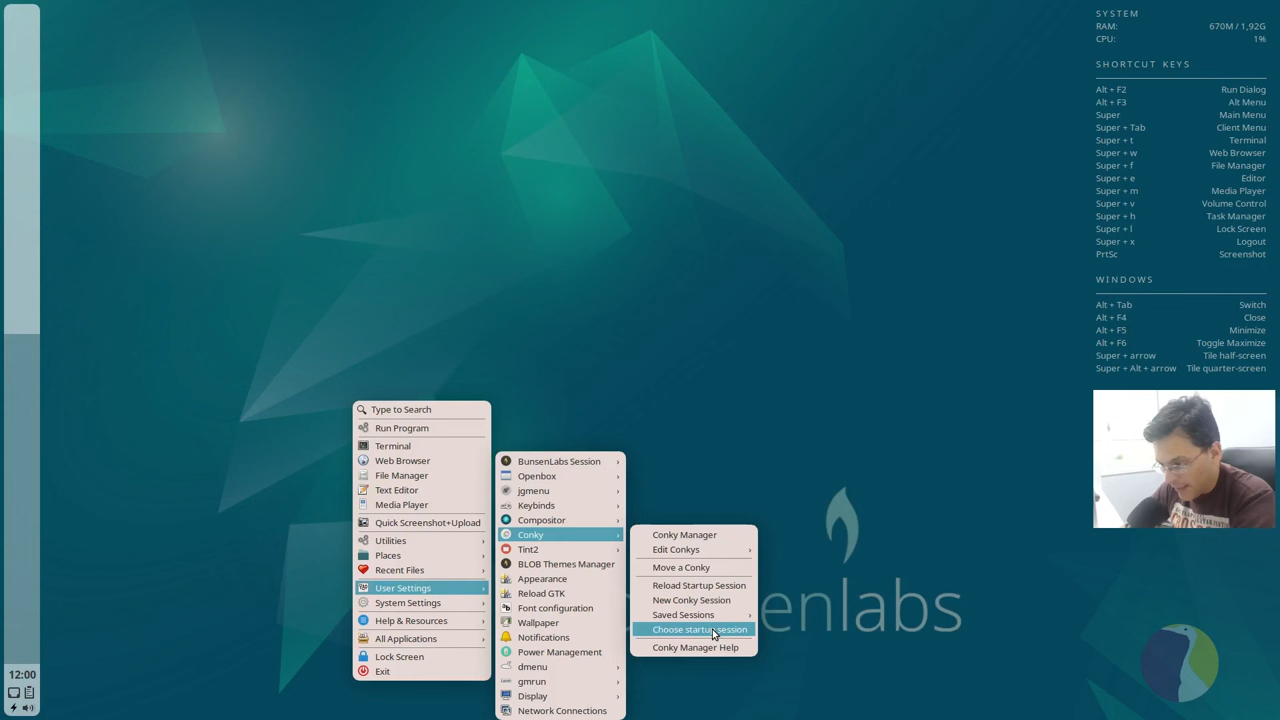 SYSTEM
RAM: 670M / 1,92G
CPU: 1%
SHORTCUT KEYS
Alt + F2 Run Dialog
Alt + F3 Alt Menu
Super Main Menu
Super + Tab Client Menu
Super + t Terminal
Super + w Web Browser
Super + f File Manager
Super + e Editor
Super + m Media Player
Super + v Volume Control
Super + h Task Manager
Super + l Lock Screen
Super + x Logout
PrtSc Screenshot
WINDOWS
Alt + Tab Switch
Alt + F4 Close
Alt + F5 Minimize
Alt + F6 Toggle Maximize
Super + arrow Tile half-screen
Super + Alt + arrow Tile quarter-screen
Type to Search
Run Program
Terminal
Web Browser
File Manager
Text Editor
Media Player
Quick Screenshot+Upload
Utilities
Places
Recent Files
User Settings
System Settings
Help & Resources
All Applications
Lock Screen
Exit
BunsenLabs Session
Openbox
jgmenu
Keybinds
Compositor
Conky
Tint2
BLOB Themes Manager
Appearance
Reload GTK
Font configuration
Wallpaper
Notifications
Power Management
dmenu
gmrun
Display
Network Connections
Conky Manager
Edit Conkys
Move a Conky
Reload Startup Session
New Conky Session
Saved Sessions
Choose startup session
Conky Manager Help
enlabs
12:00